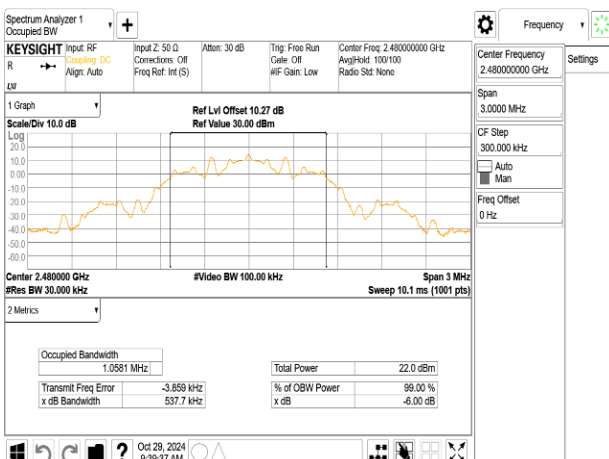 Spectrum Analyzer 1
Occupied BW
+
Frequency
KEYSIGHT
R
LXI
Input: RF
Coupling: DC
Align: Auto
Input Z: 50 Ω
Corrections: Off
Freq Ref: Int (S)
Atten: 30 dB
Trig: Free Run
Gate: Off
#IF Gain: Low
Center Freq: 2.480000000 GHz
Avg|Hold: 100/100
Radio Std: None
Center Frequency
2.480000000 GHz
Settings
Span
3.0000 MHz
CF Step
300.000 kHz
Auto
Man
Freq Offset
0 Hz
1 Graph
Scale/Div 10.0 dB
Ref Lvl Offset 10.27 dB
Ref Value 30.00 dBm
Log
20.0
10.0
0.00
-10.0
-20.0
-30.0
-40.0
-50.0
-60.0
Center 2.480000 GHz
#Res BW 30.000 kHz
#Video BW 100.00 kHz
Span 3 MHz
Sweep 10.1 ms (1001 pts)
2 Metrics
Occupied Bandwidth
1.0581 MHz
Transmit Freq Error -3.859 kHz
x dB Bandwidth 537.7 kHz
Total Power 22.0 dBm
% of OBW Power 99.00 %
x dB -6.00 dB
?
Oct 29, 2024
9:39:37 AM